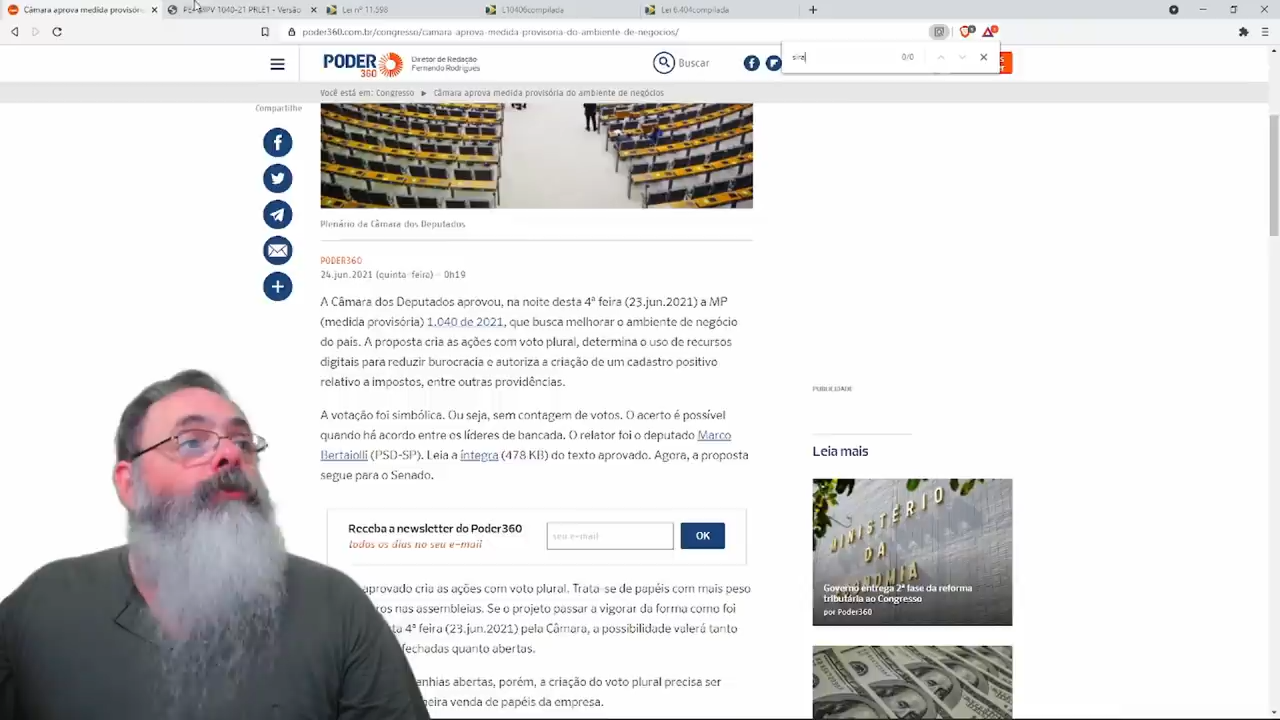 Câmara aprova medida provisóri
PRLE1 - Versão
Lei nº 11.598
L10406compilada
Lei 6.404compilada
poder360.com.br/congresso/camara-aprova-medida-provisoria-do-ambiente-de-negocios/
sira
0/0
PODER 360
Diretor de Redação
Fernando Rodrigues
Buscar
Você está em: Congresso ▸ Câmara aprova medida provisória do ambiente de negócios
Compartilhe
Plenário da Câmara dos Deputados
PODER360
24.jun.2021 (quinta-feira) - 0h19
A Câmara dos Deputados aprovou, na noite desta 4ª feira (23.jun.2021) a MP
(medida provisória) 1.040 de 2021, que busca melhorar o ambiente de negócio
do país. A proposta cria as ações com voto plural, determina o uso de recursos
digitais para reduzir burocracia e autoriza a criação de um cadastro positivo
relativo a impostos, entre outras providências.
A votação foi simbólica. Ou seja, sem contagem de votos. O acerto é possível
quando há acordo entre os líderes de bancada. O relator foi o deputado Marco
Bertaiolli (PSD-SP). Leia a íntegra (478 KB) do texto aprovado. Agora, a proposta
segue para o Senado.
Receba a newsletter do Poder360
todos os dias no seu e-mail
seu e-mail
OK
aprovado cria as ações com voto plural. Trata-se de papéis com mais peso
ros nas assembleias. Se o projeto passar a vigorar da forma como foi
ta 4ª feira (23.jun.2021) pela Câmara, a possibilidade valerá tanto
fechadas quanto abertas.
anhias abertas, porém, a criação do voto plural precisa ser
eira venda de papéis da empresa.
PUBLICIDADE
Leia mais
MINISTÉRIO
DA
ONOMIA
Governo entrega 2ª fase da reforma
tributária ao Congresso
por Poder360